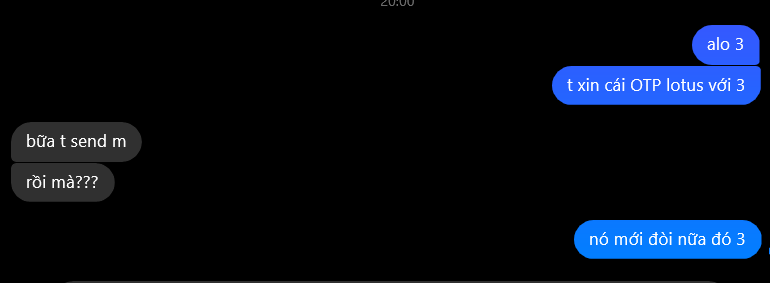 20:00
alo 3
t xin cái OTP lotus với 3
bữa t send m
rồi mà???
nó mới đòi nữa đó 3